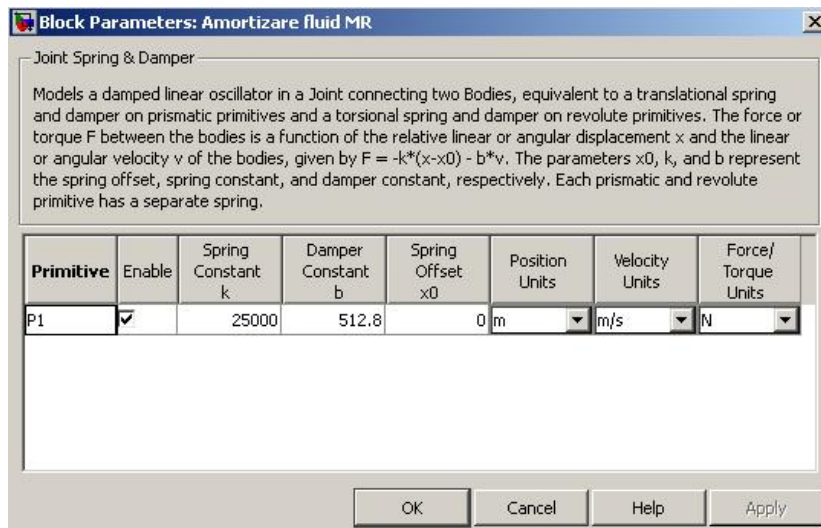 Block Parameters: Amortizare fluid MR
Joint Spring & Damper
Models a damped linear oscillator in a Joint connecting two Bodies, equivalent to a translational spring
and damper on prismatic primitives and a torsional spring and damper on revolute primitives. The force or
torque F between the bodies is a function of the relative linear or angular displacement x and the linear
or angular velocity v of the bodies, given by F = -k*(x-x0) - b*v. The parameters x0, k, and b represent
the spring offset, spring constant, and damper constant, respectively. Each prismatic and revolute
primitive has a separate spring.
Primitive Enable Spring Constant k Damper Constant b Spring Offset x0 Position Units Velocity Units Force/ Torque Units
P1 25000 512.8 0 m m/s N
OK Cancel Help Apply